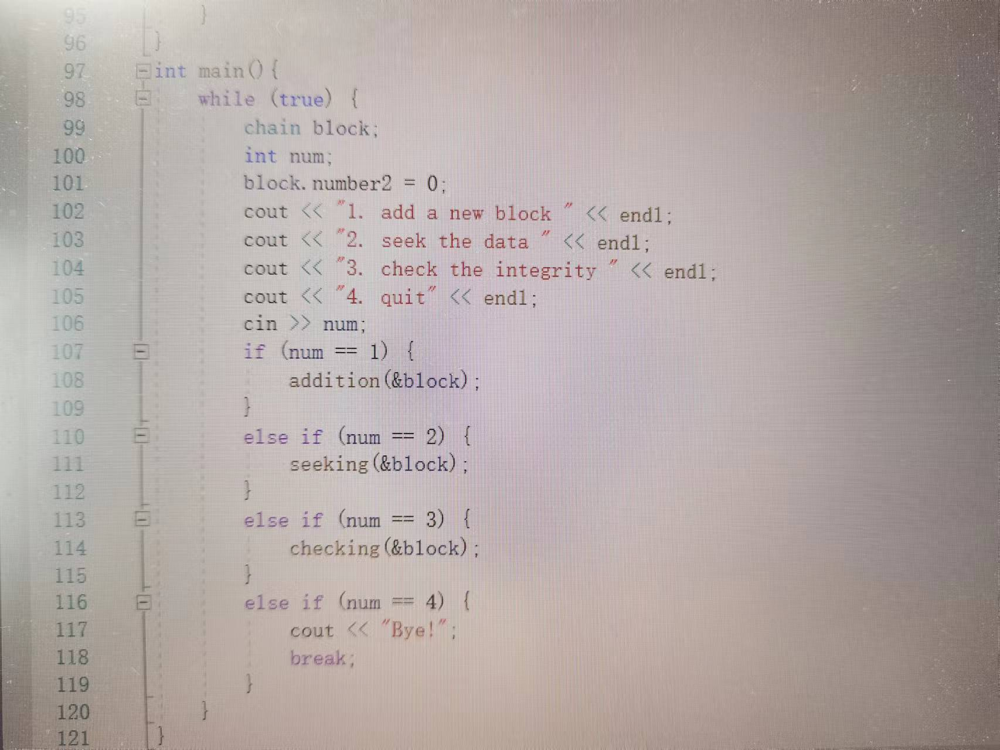 95 }
96 }
97 int main(){
98 while (true) {
99 chain block;
100 int num;
101 block.number2 = 0;
102 cout << "1. add a new block " << endl;
103 cout << "2. seek the data " << endl;
104 cout << "3. check the integrity " << endl;
105 cout << "4. quit" << endl;
106 cin >> num;
107 if (num == 1) {
108 addition(&block);
109 }
110 else if (num == 2) {
111 seeking(&block);
112 }
113 else if (num == 3) {
114 checking(&block);
115 }
116 else if (num == 4) {
117 cout << "Bye!";
118 break;
119 }
120 }
121 }